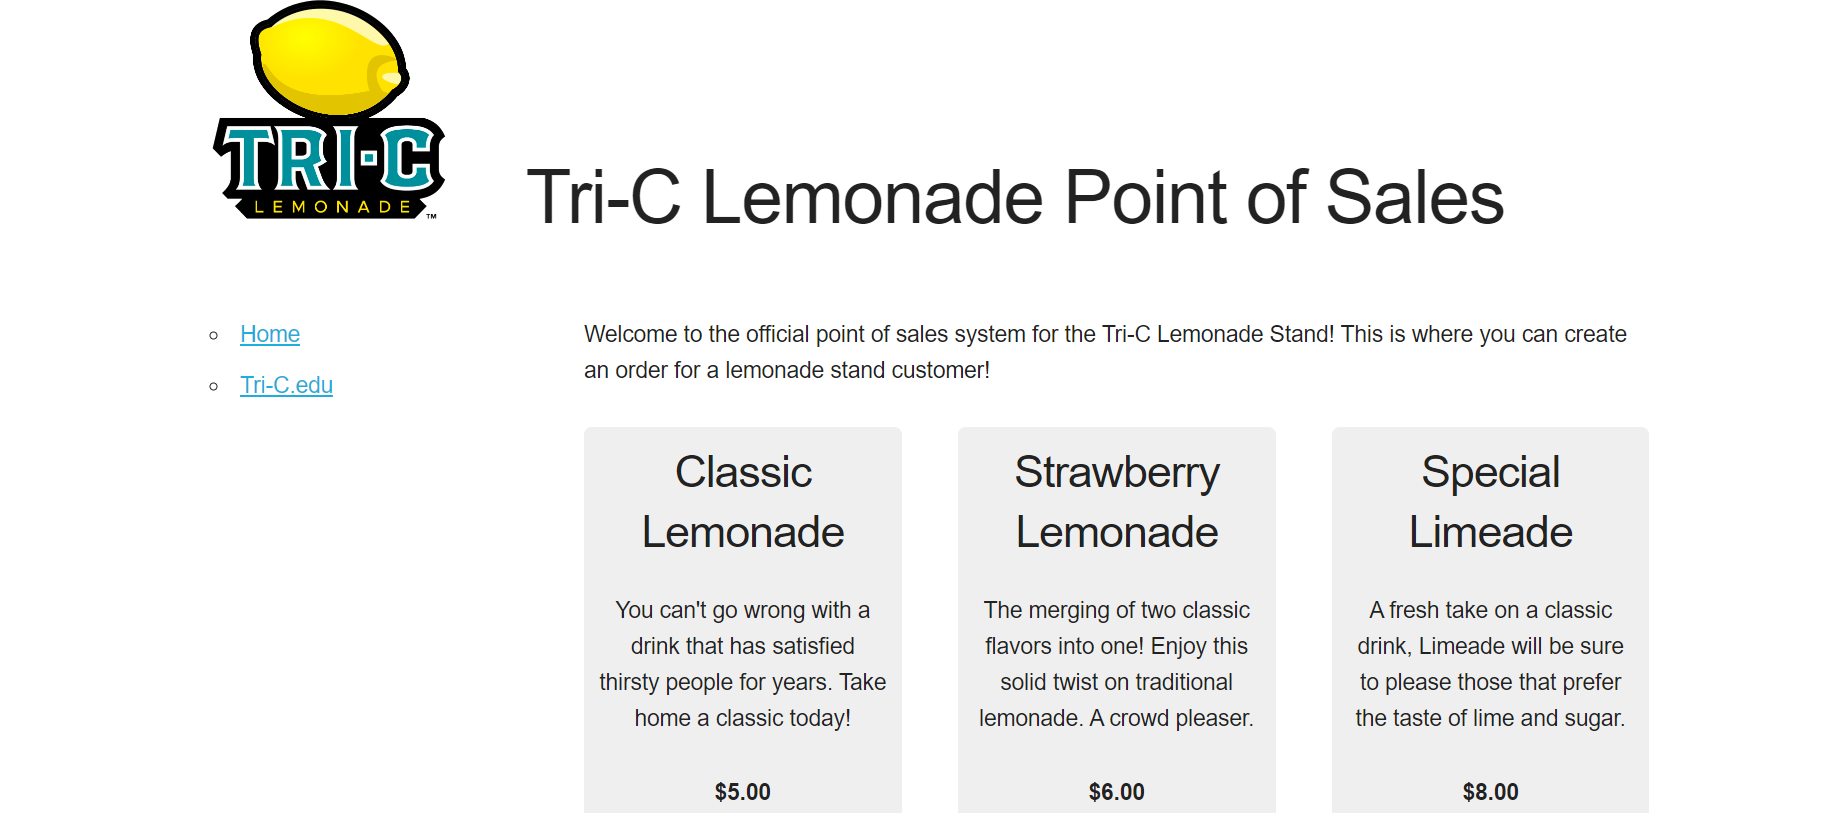 TRI-C
LEMONADE ™
Tri-C Lemonade Point of Sales
Home
Tri-C.edu
Welcome to the official point of sales system for the Tri-C Lemonade Stand! This is where you can create
an order for a lemonade stand customer!
Classic
Lemonade
You can't go wrong with a
drink that has satisfied
thirsty people for years. Take
home a classic today!
$5.00
Strawberry
Lemonade
The merging of two classic
flavors into one! Enjoy this
solid twist on traditional
lemonade. A crowd pleaser.
$6.00
Special
Limeade
A fresh take on a classic
drink, Limeade will be sure
to please those that prefer
the taste of lime and sugar.
$8.00